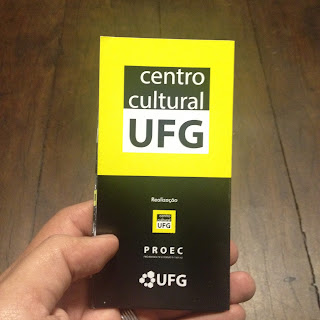 centro
cultural
UFG
Realização
UFG
PROEC
UFG